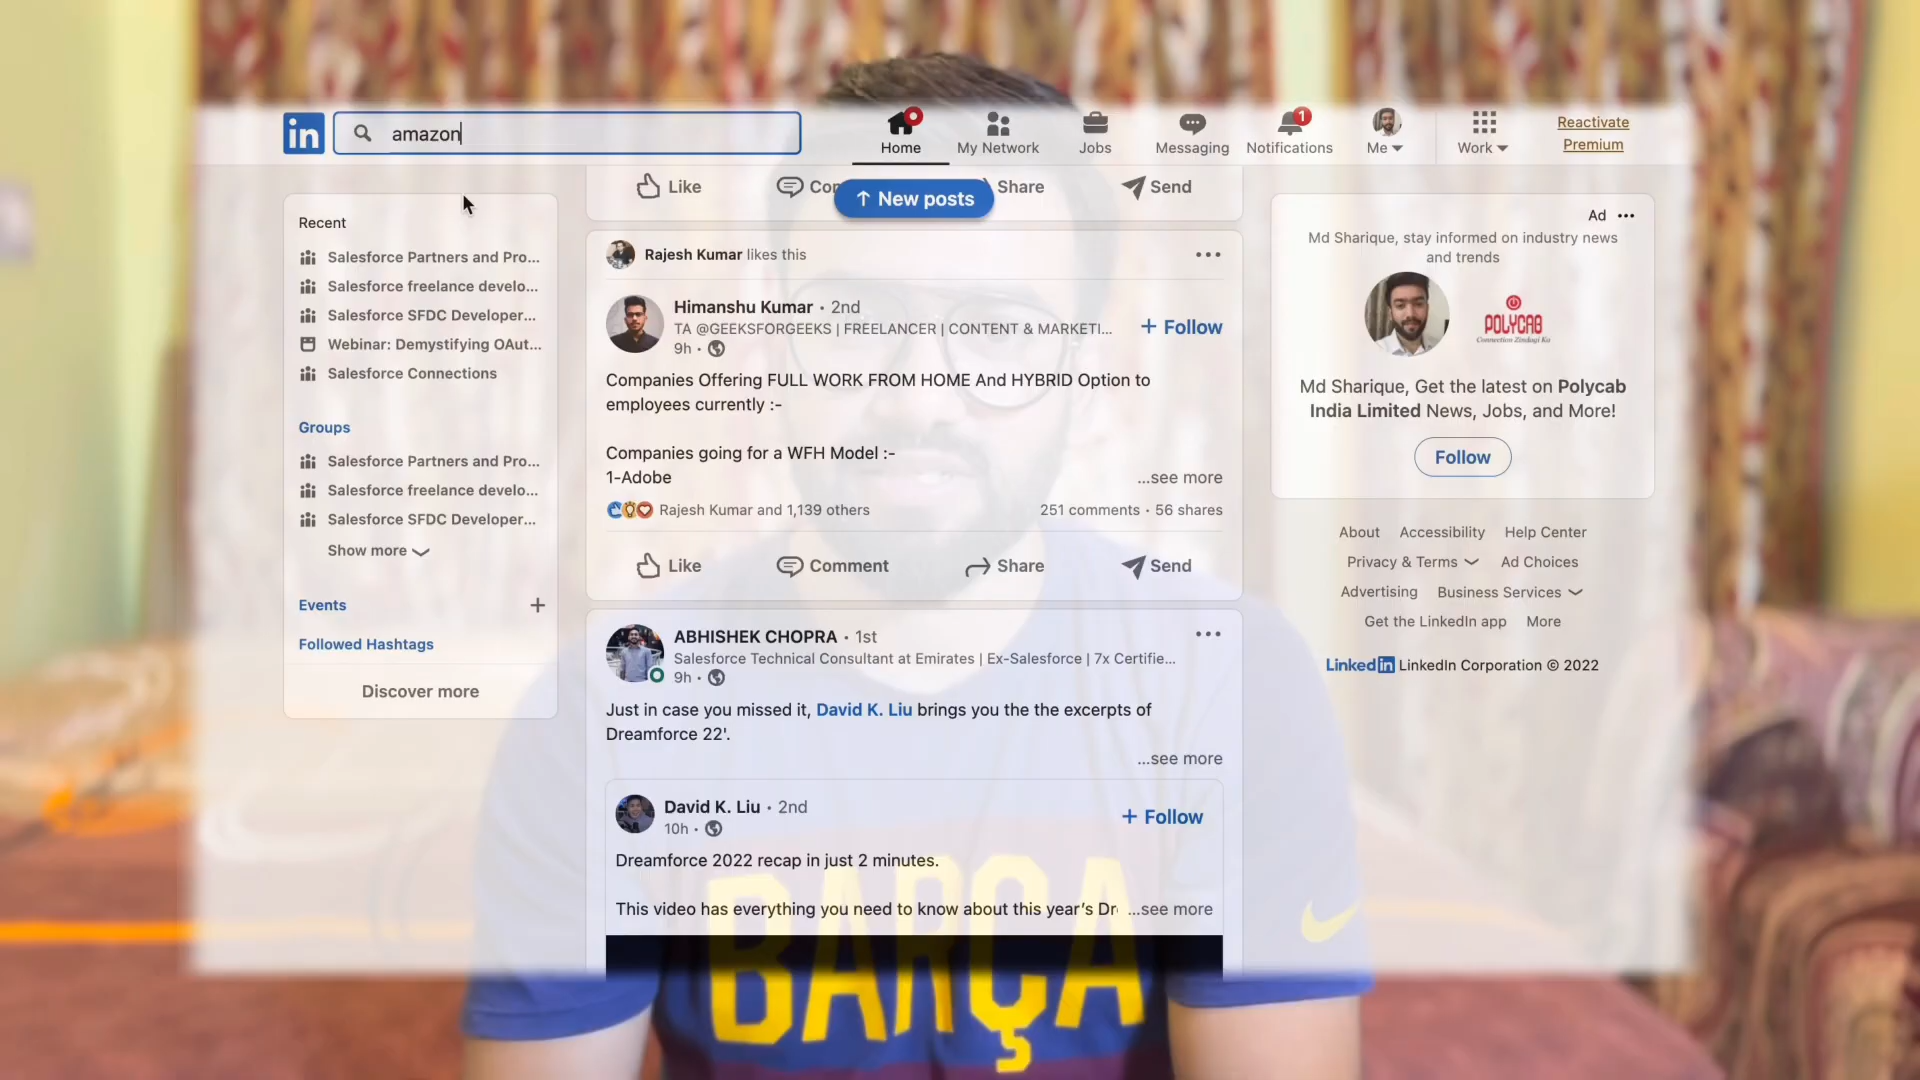 in
amazon
Home
My Network
Jobs
Messaging
1
Notifications
Me
Work
Reactivate
Premium
Like
Share
Send
↑ New posts
Recent
Salesforce Partners and Pro...
Salesforce freelance develo...
Salesforce SFDC Developer...
Webinar: Demystifying OAut...
Salesforce Connections
Groups
Salesforce Partners and Pro...
Salesforce freelance develo...
Salesforce SFDC Developer...
Show more
Events +
Followed Hashtags
Discover more
Rajesh Kumar likes this
Himanshu Kumar • 2nd
TA @GEEKSFORGEEKS | FREELANCER | CONTENT & MARKETI...
9h •
+ Follow
Companies Offering FULL WORK FROM HOME And HYBRID Option to
employees currently :-
Companies going for a WFH Model :-
1-Adobe
...see more
Rajesh Kumar and 1,139 others
251 comments • 56 shares
Like
Comment
Share
Send
ABHISHEK CHOPRA • 1st
Salesforce Technical Consultant at Emirates | Ex-Salesforce | 7x Certifie...
9h •
Just in case you missed it, David K. Liu brings you the the excerpts of
Dreamforce 22'.
...see more
David K. Liu • 2nd
10h •
+ Follow
Dreamforce 2022 recap in just 2 minutes.
This video has everything you need to know about this year's Dr ...see more
Ad
Md Sharique, stay informed on industry news
and trends
POLYCAB
Connection Zindagi Ka
Md Sharique, Get the latest on Polycab
India Limited News, Jobs, and More!
Follow
About Accessibility Help Center
Privacy & Terms Ad Choices
Advertising Business Services
Get the LinkedIn app More
LinkedIn LinkedIn Corporation © 2022
BARÇA